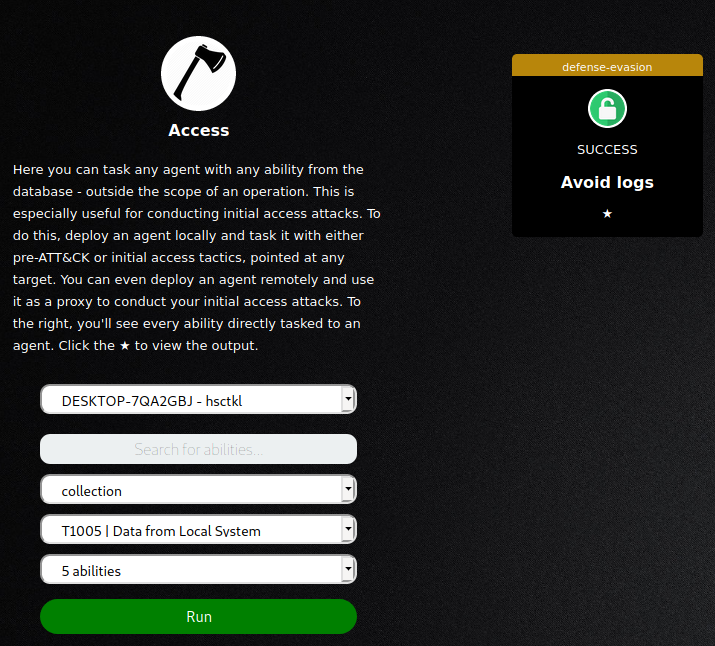 Access
Here you can task any agent with any ability from the
database - outside the scope of an operation. This is
especially useful for conducting initial access attacks. To
do this, deploy an agent locally and task it with either
pre-ATT&CK or initial access tactics, pointed at any
target. You can even deploy an agent remotely and use
it as a proxy to conduct your initial access attacks. To
the right, you'll see every ability directly tasked to an
agent. Click the ★ to view the output.
DESKTOP-7QA2GBJ - hsctkl
Search for abilities...
collection
T1005 | Data from Local System
5 abilities
Run
defense-evasion
SUCCESS
Avoid logs
★